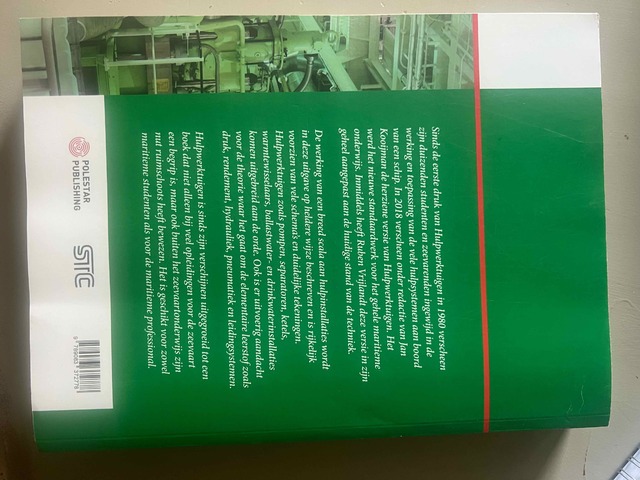 Sinds de eerste druk van Hulpwerktuigen in 1980 verscheen
zijn duizenden studenten en zeevarenden ingewijd in de
werking en toepassing van de vele hulpsystemen aan boord
van een schip. In 2018 verscheen onder redactie van Jan
Kooijman de herziene versie van Hulpwerktuigen. Het
werd het nieuwe standaardwerk voor het gehele maritieme
onderwijs. Inmiddels heeft Ruben Vrijlandt deze versie in zijn
geheel aangepast aan de huidige stand van de techniek.
De werking van een breed scala aan hulpinstallaties wordt
in deze uitgave op heldere wijze beschreven en is rijkelijk
voorzien van vele schema's en duidelijke tekeningen.
Hulpwerktuigen zoals pompen, separatoren, ketels,
warmtewisselaars, ballastwater- en drinkwaterinstallaties
komen uitgebreid aan de orde. Ook is er uitvoerig aandacht
voor de theorie waar het gaat om de elementaire leerstof zoals
druk, rendement, hydrauliek, pneumatiek en leidingsystemen.
Hulpwerktuigen is sinds zijn verschijnen uitgegroeid tot een
boek dat niet alleen bij veel opleidingen voor de zeevaart
een begrip is, maar ook buiten het zeevaartonderwijs zijn
nut ruimschoots heeft bewezen. Het is geschikt voor zowel
maritieme studenten als voor de maritieme professional.
POLESTAR
PUBLISHING
STC